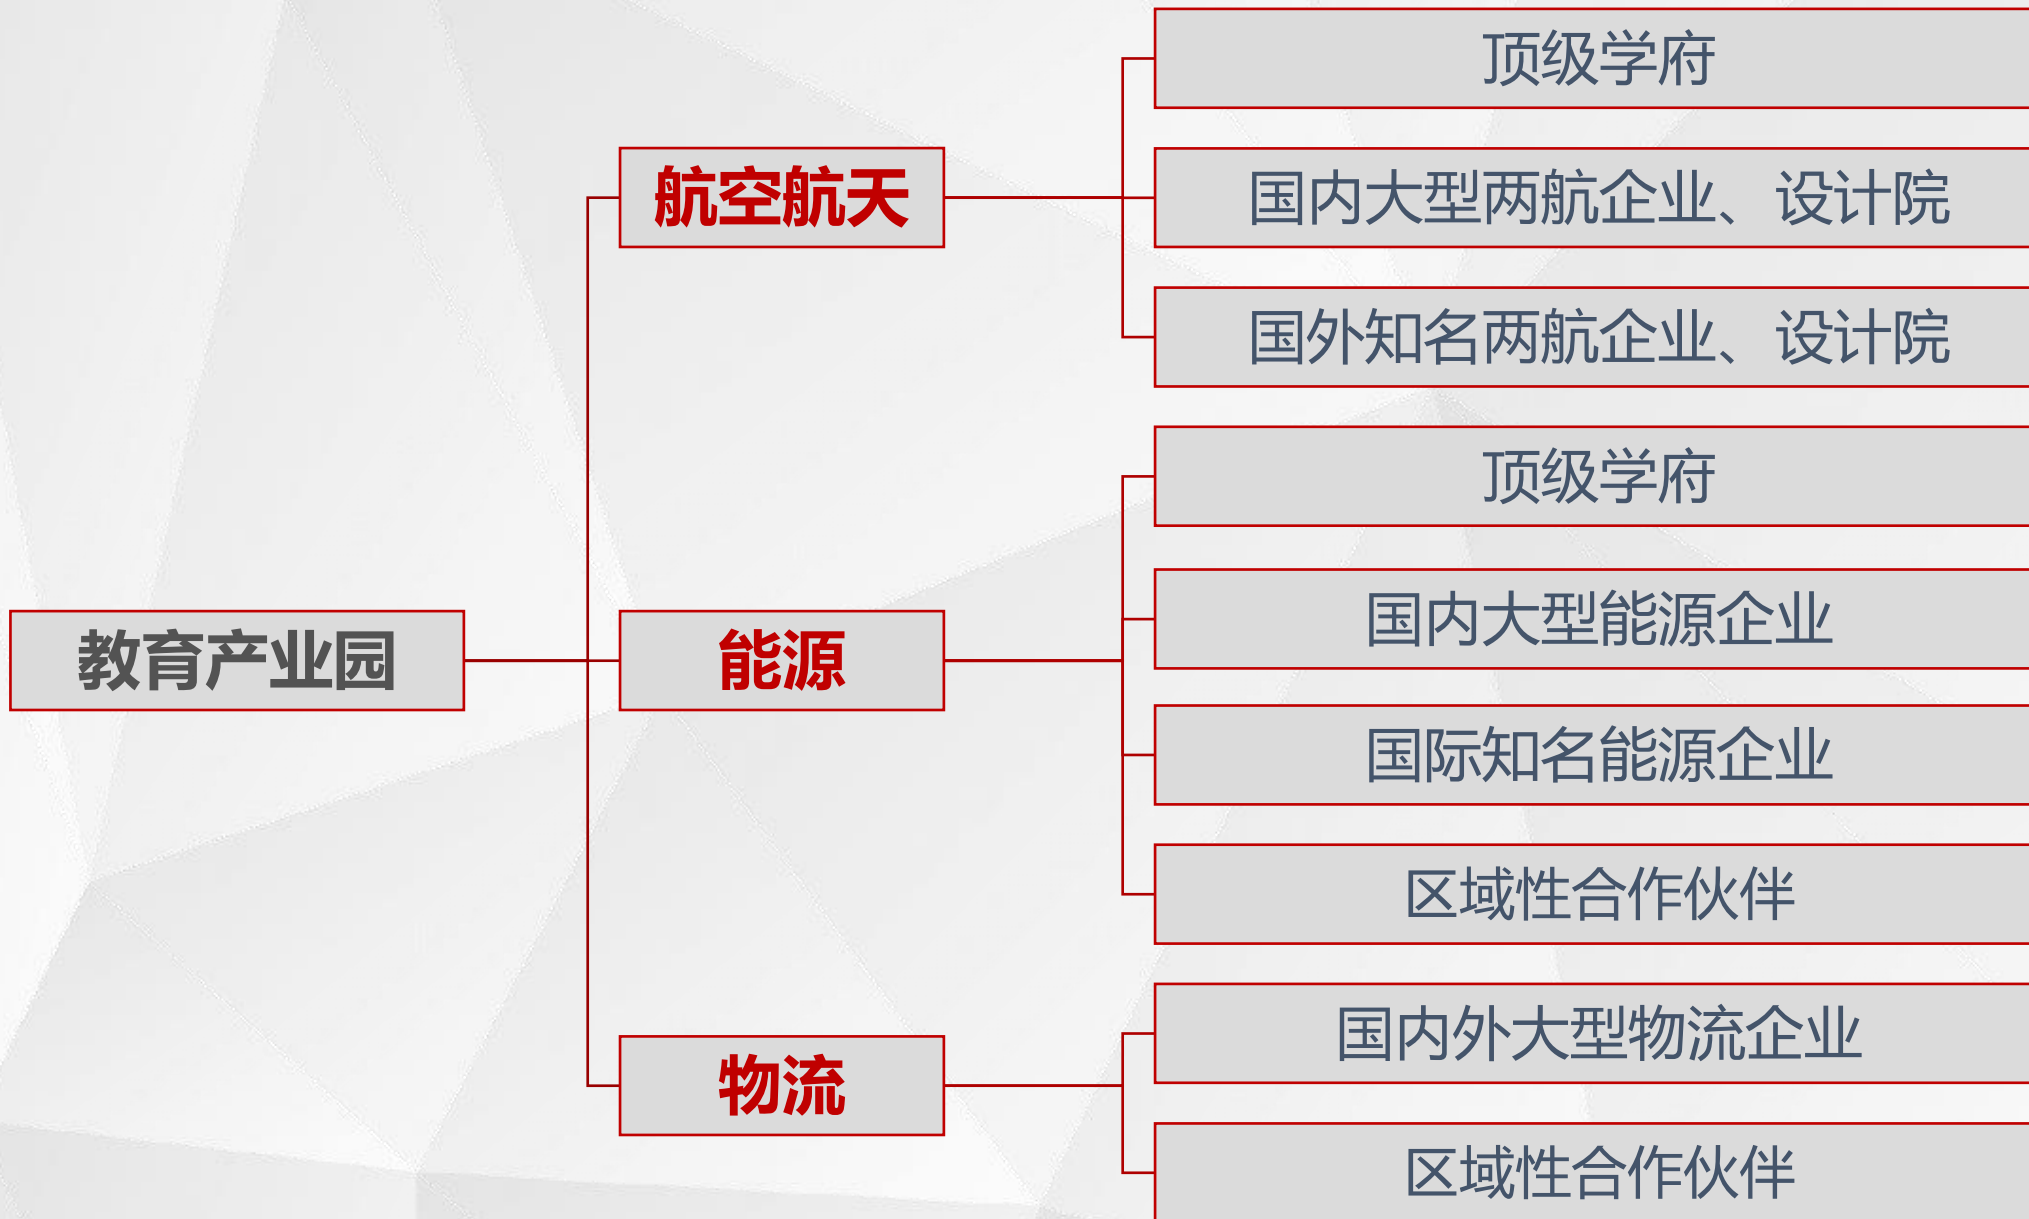 教育产业园
航空航天
顶级学府
国内大型两航企业、设计院
国外知名两航企业、设计院
能源
顶级学府
国内大型能源企业
国际知名能源企业
区域性合作伙伴
物流
国内外大型物流企业
区域性合作伙伴